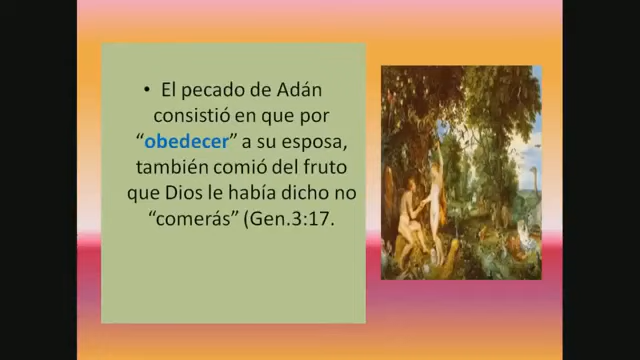 • El pecado de Adán
consistió en que por
“obedecer” a su esposa,
también comió del fruto
que Dios le había dicho no
“comerás” (Gen.3:17.